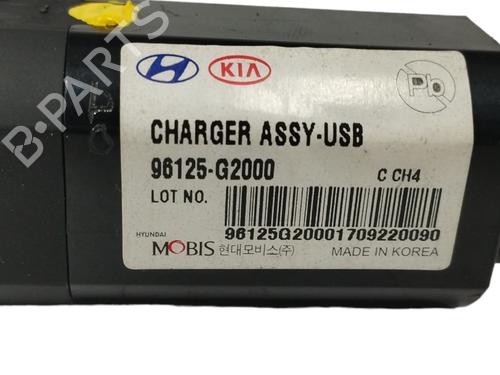 KIA
Pb
CHARGER ASSY-USB
96125-G2000
C CH4
LOT NO.
96125G20001709220090
HYUNDAI
MOBIS 현대모비스(주)
MADE IN KOREA
B-PARTS